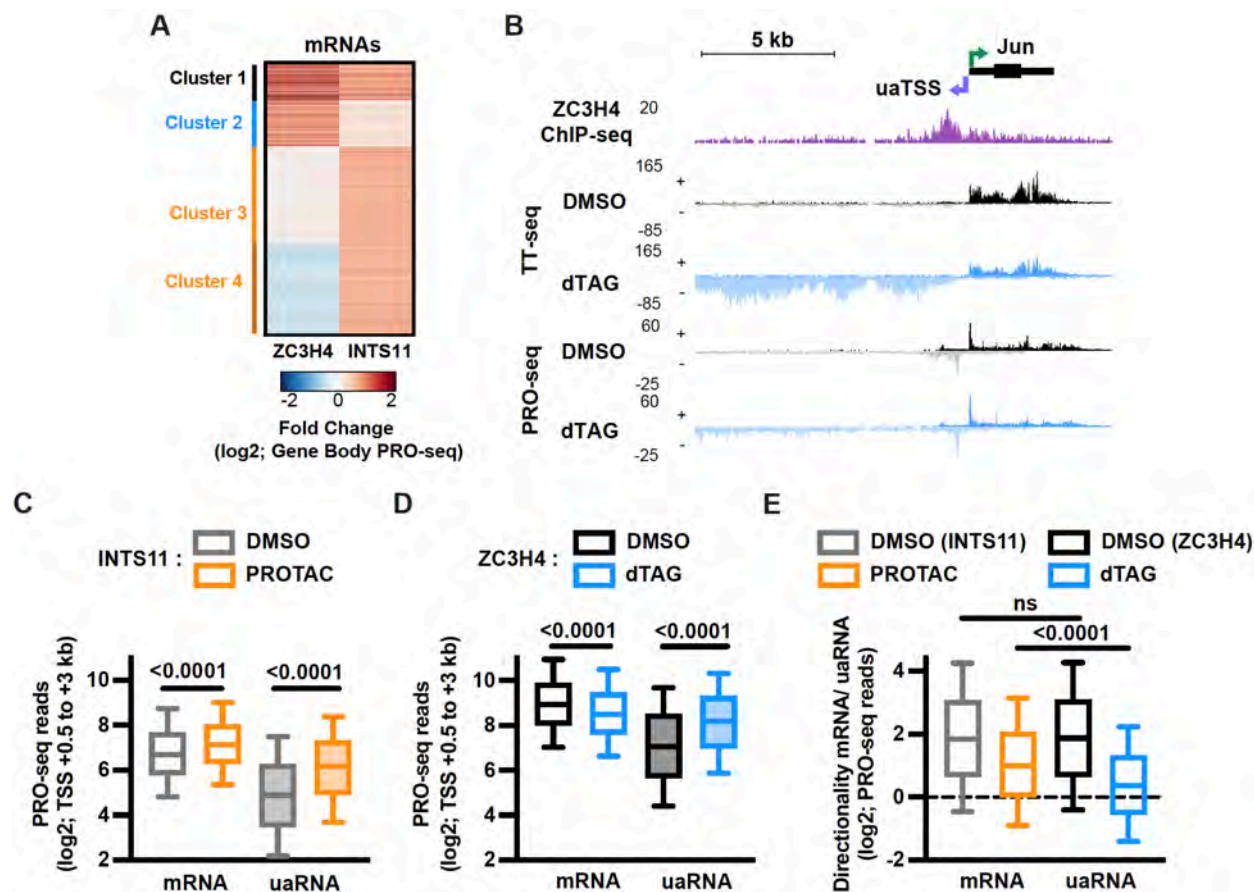 A
mRNAs
Cluster 1
Cluster 2
Cluster 3
Cluster 4
ZC3H4 INTS11
-2 0 2
Fold Change
(log2; Gene Body PRO-seq)
B
5 kb
Jun
uaTSS
ZC3H4
ChIP-seq
20
TT-seq
165
+
DMSO
-
-85
165
+
dTAG
-
-85
PRO-seq
60
+
DMSO
-
-25
60
+
dTAG
-
-25
C
INTS11 :
DMSO
PROTAC
PRO-seq reads
(log2; TSS +0.5 to +3 kb)
<0.0001
<0.0001
10
8
6
4
2
mRNA
uaRNA
D
ZC3H4 :
DMSO
dTAG
PRO-seq reads
(log2; TSS +0.5 to +3 kb)
<0.0001
<0.0001
10
8
6
4
2
mRNA
uaRNA
E
DMSO (INTS11)
DMSO (ZC3H4)
PROTAC
dTAG
Directionality mRNA/ uaRNA
(log2; PRO-seq reads)
ns
<0.0001
4
2
0
-2
mRNA
uaRNA